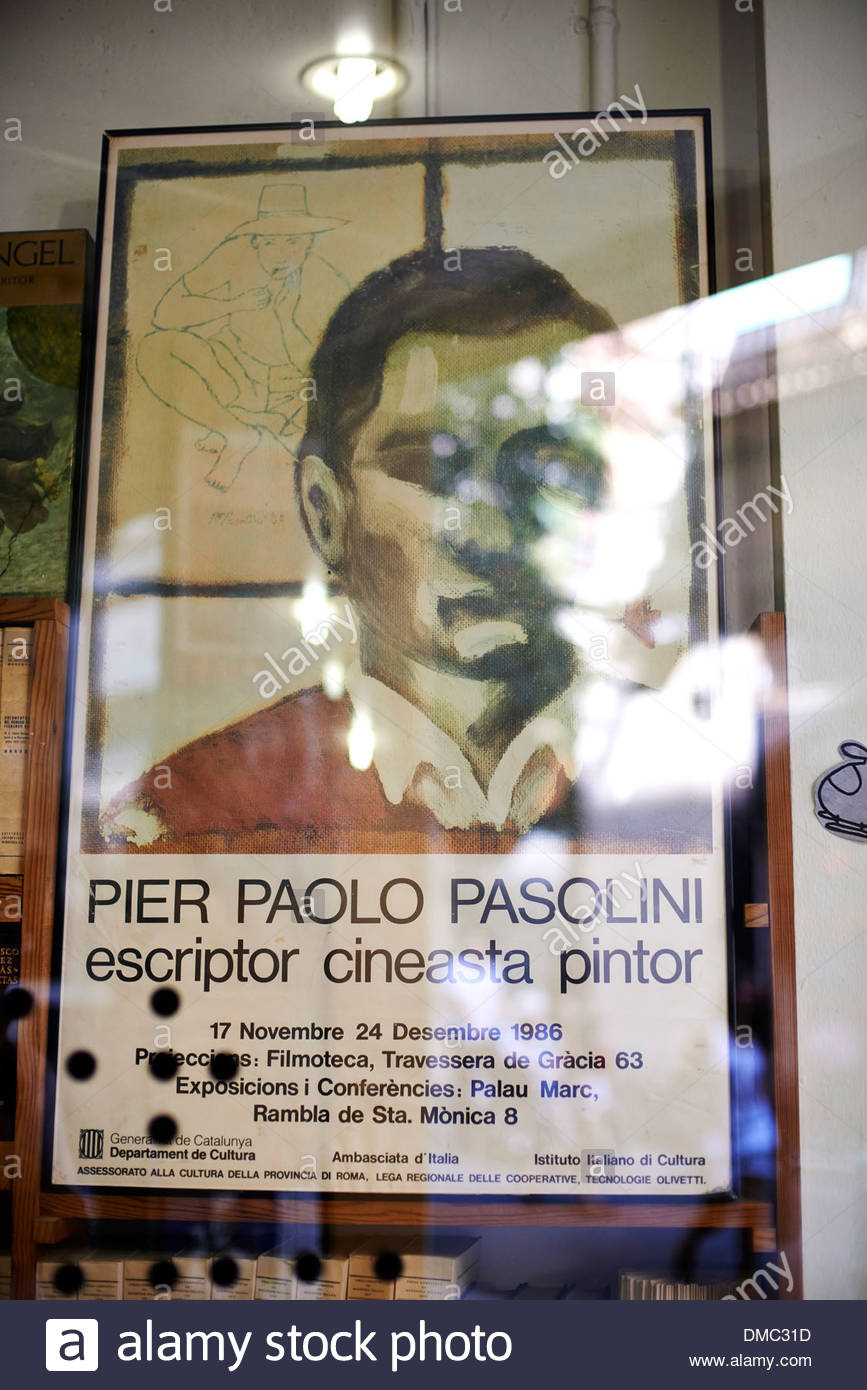 NGEL
PIER PAOLO PASOLINI
escriptor cineasta pintor
17 Novembre 24 Desembre 1986
Projeccions: Filmoteca, Travessera de Gràcia 63
Exposicions i Conferències: Palau Marc,
Rambla de Sta. Mònica 8
Generalitat de Catalunya
Departament de Cultura
Ambasciata d'Italia
Istituto Italiano di Cultura
ASSESSORATO ALLA CULTURA DELLA PROVINCIA DI ROMA, LEGA REGIONALE DELLE COOPERATIVE, TECNOLOGIE OLIVETTI.
alamy
a alamy stock photo
DMC31D
www.alamy.com